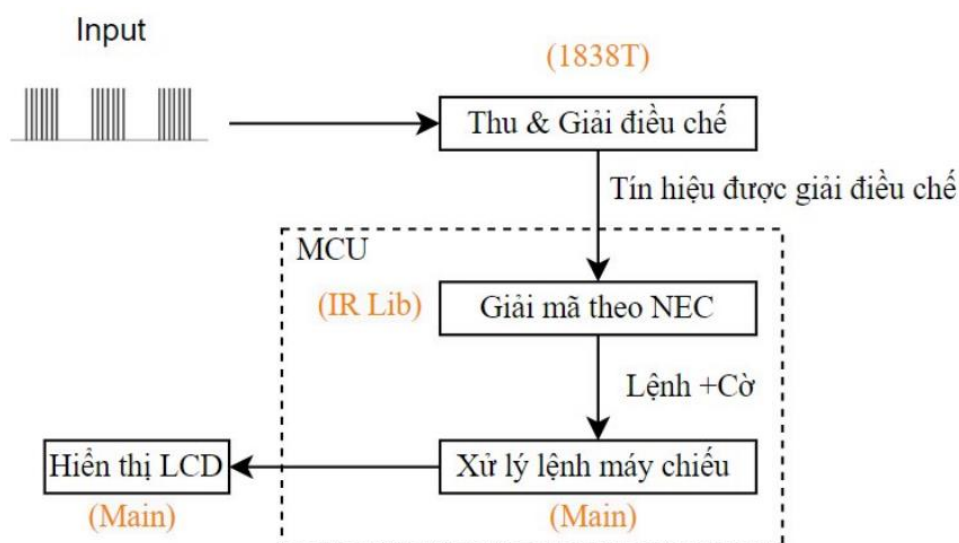 Input
(1838T)
Thu & Giải điều chế
Tín hiệu được giải điều chế
MCU
(IR Lib)
Giải mã theo NEC
Lệnh +Cờ
Hiển thị LCD
Xử lý lệnh máy chiếu
(Main)
(Main)